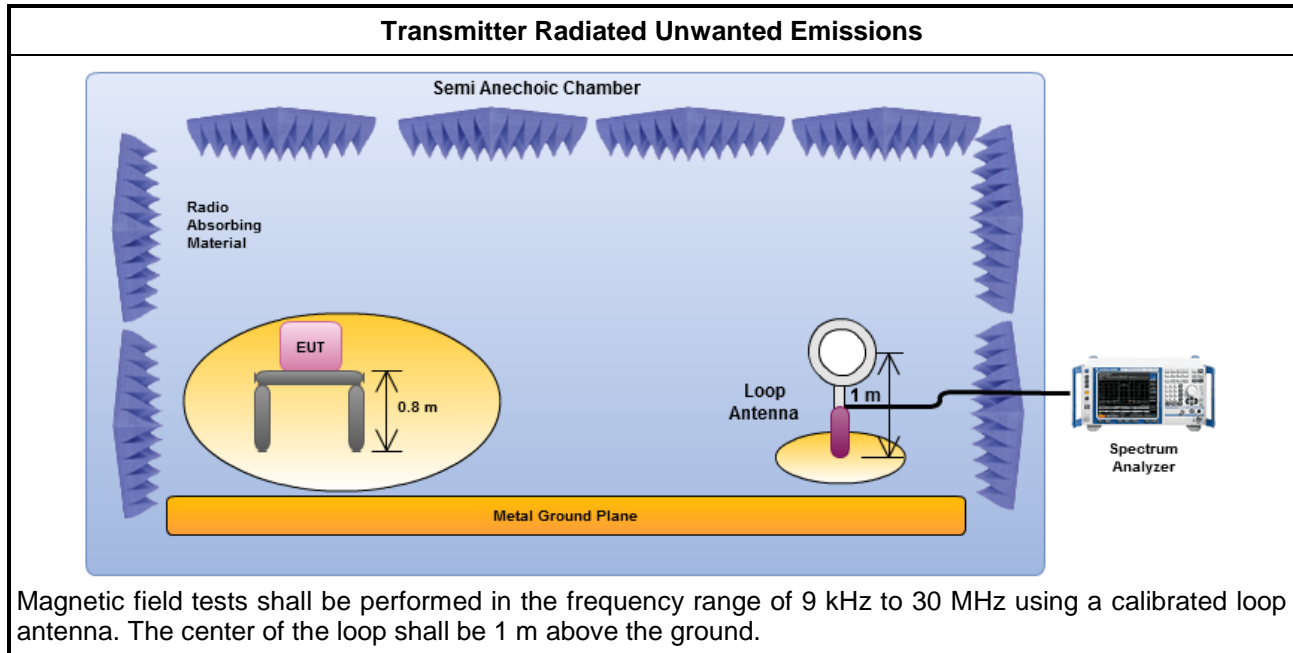 Transmitter Radiated Unwanted Emissions
Semi Anechoic Chamber
Radio
Absorbing
Material
EUT
0.8 m
Loop
Antenna
1 m
Spectrum
Analyzer
Metal Ground Plane
Magnetic field tests shall be performed in the frequency range of 9 kHz to 30 MHz using a calibrated loop
antenna. The center of the loop shall be 1 m above the ground.